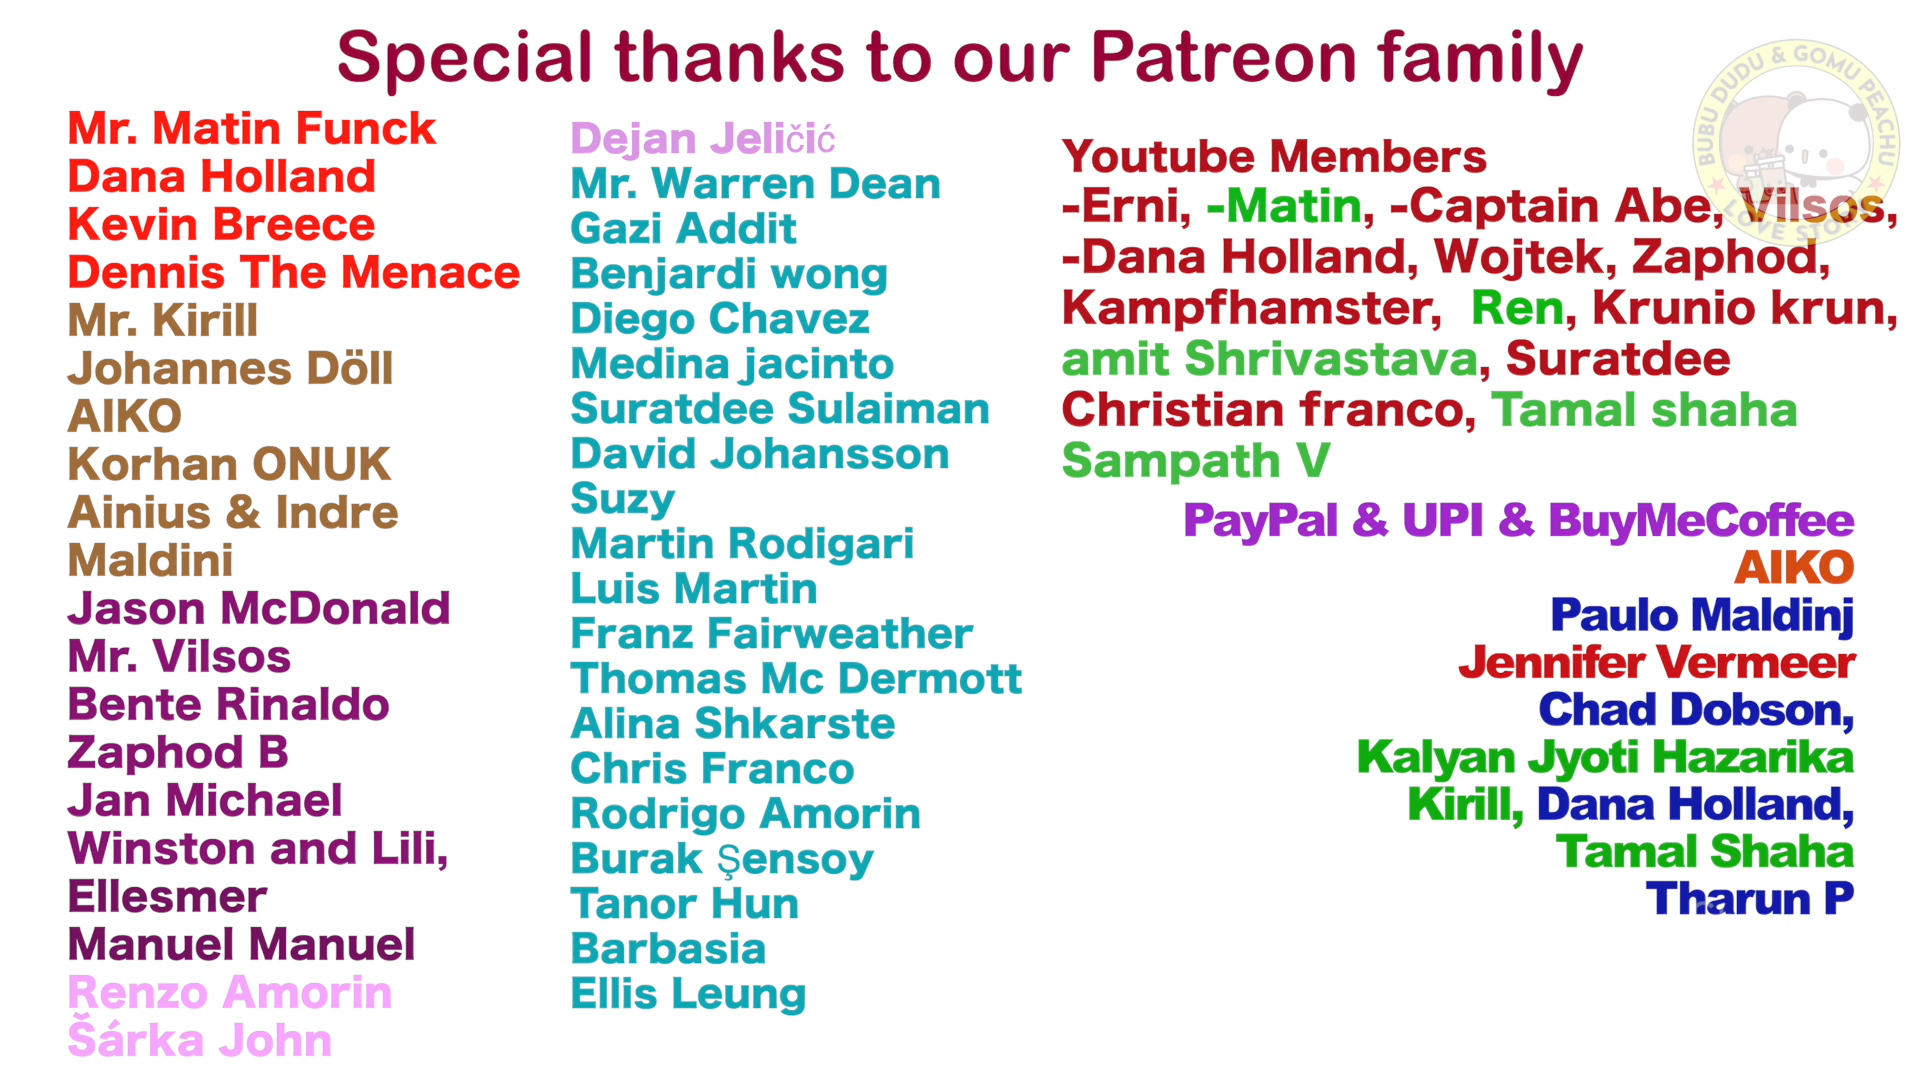 Special thanks to our Patreon family
Mr. Matin Funck
Dana Holland
Kevin Breece
Dennis The Menace
Mr. Kirill
Johannes Döll
AIKO
Korhan ONUK
Ainius & Indre
Maldini
Jason McDonald
Mr. Vilsos
Bente Rinaldo
Zaphod B
Jan Michael
Winston and Lili,
Ellesmer
Manuel Manuel
Renzo Amorin
Šárka John
Dejan Jeličić
Mr. Warren Dean
Gazi Addit
Benjardi wong
Diego Chavez
Medina jacinto
Suratdee Sulaiman
David Johansson
Suzy
Martin Rodigari
Luis Martin
Franz Fairweather
Thomas Mc Dermott
Alina Shkarste
Chris Franco
Rodrigo Amorin
Burak Şensoy
Tanor Hun
Barbasia
Ellis Leung
Youtube Members
-Erni, -Matin, -Captain Abe, Vilsos,
-Dana Holland, Wojtek, Zaphod,
Kampfhamster, Ren, Krunio krun,
amit Shrivastava, Suratdee
Christian franco, Tamal shaha
Sampath V
PayPal & UPI & BuyMeCoffee
AIKO
Paulo Maldinj
Jennifer Vermeer
Chad Dobson,
Kalyan Jyoti Hazarika
Kirill, Dana Holland,
Tamal Shaha
Tharun P
BUBU DUDU & GOMU PEACHU
LOVE STORY